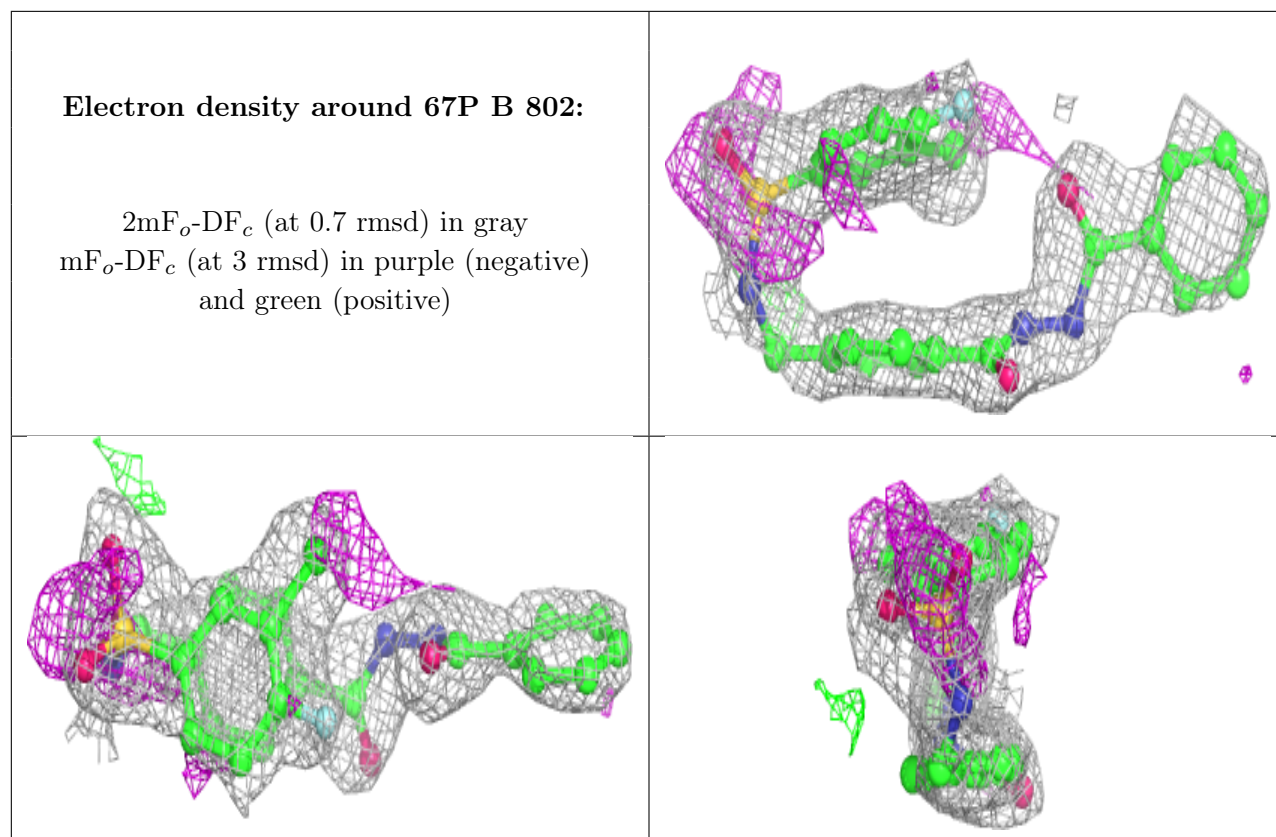 Electron density around 67P B 802:
2mFo-DFc (at 0.7 rmsd) in gray
mFo-DFc (at 3 rmsd) in purple (negative)
and green (positive)